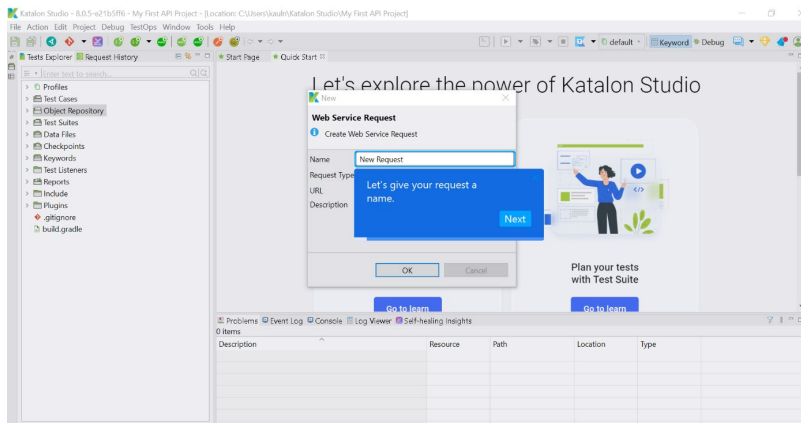 Katalon Studio - 8.0.5-e21b5ff6 - My First API Project - [Location: C:\Users\kauln\Katalon Studio\My First API Project]
File Action Edit Project Debug TestOps Window Tools Help
default Keyword Debug
Tests Explorer Request History
Start Page Quick Start
Enter text to search...
Profiles
Test Cases
Object Repository
Test Suites
Data Files
Checkpoints
Keywords
Test Listeners
Reports
Include
Plugins
.gitignore
build.gradle
Let's explore the power of Katalon Studio
New
Web Service Request
Create Web Service Request
Name New Request
Request Type
URL
Description
Let's give your request a
name.
Next
OK Cancel
Plan your tests
with Test Suite
Go to learn Go to learn
Problems Event Log Console Log Viewer Self-healing Insights
0 items
Description Resource Path Location Type